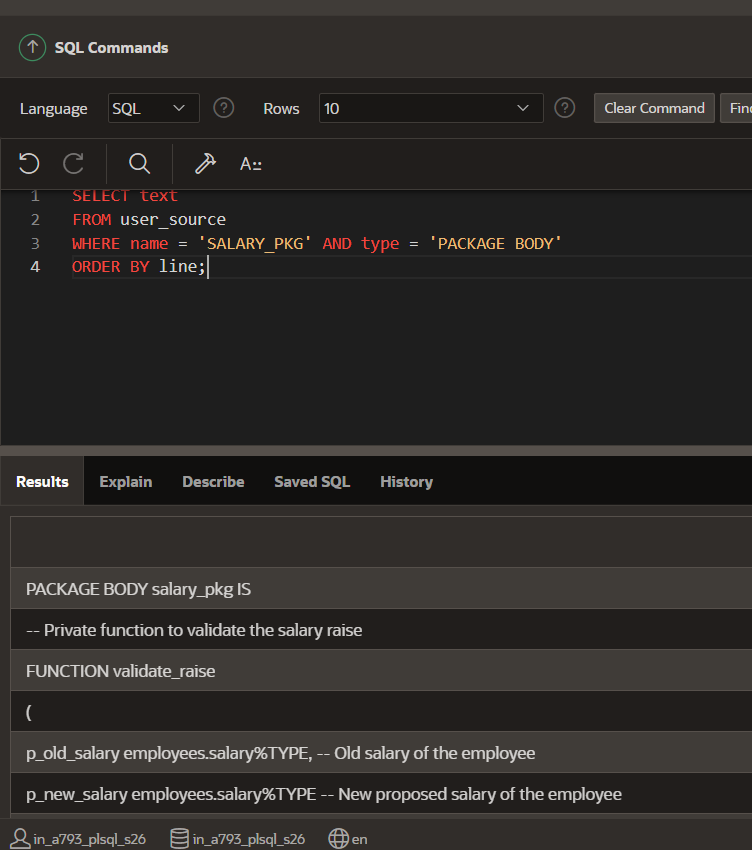 SQL Commands
Language SQL Rows 10 Clear Command
A::
1 SELECT text
2 FROM user_source
3 WHERE name = 'SALARY_PKG' AND type = 'PACKAGE BODY'
4 ORDER BY line;
Results Explain Describe Saved SQL History
PACKAGE BODY salary_pkg IS
-- Private function to validate the salary raise
FUNCTION validate_raise
(
p_old_salary employees.salary%TYPE, -- Old salary of the employee
p_new_salary employees.salary%TYPE -- New proposed salary of the employee
in_a793_plsql_s26 in_a793_plsql_s26 en